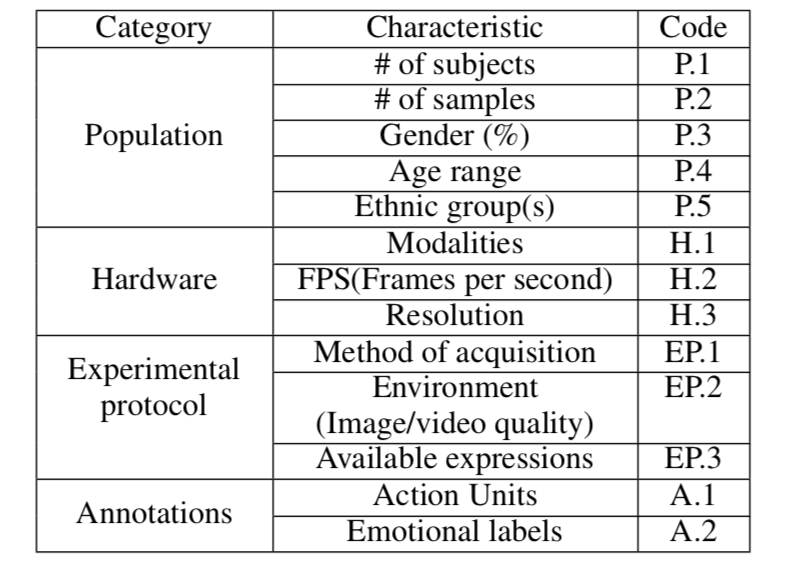 Category Characteristic Code
Population
# of subjects P.1
# of samples P.2
Gender (%) P.3
Age range P.4
Ethnic group(s) P.5
Hardware
Modalities H.1
FPS(Frames per second) H.2
Resolution H.3
Experimental
protocol
Method of acquisition EP.1
Environment EP.2
(Image/video quality)
Available expressions EP.3
Annotations
Action Units A.1
Emotional labels A.2